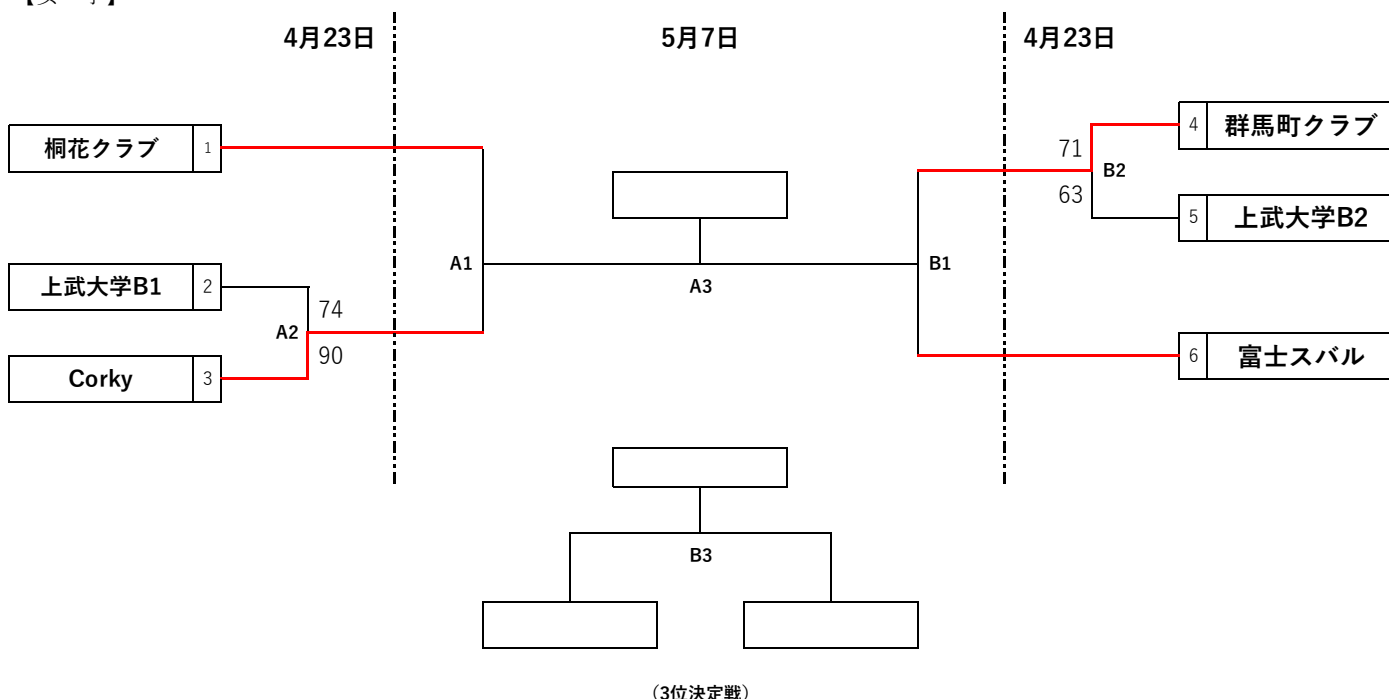 4月23日
5月7日
4月23日
桐花クラブ 1
上武大学B1 2
Corky 3
A2
74
90
A1
A3
B1
71
63
B2
4 群馬町クラブ
5 上武大学B2
6 富士スバル
B3
(3位決定戦)